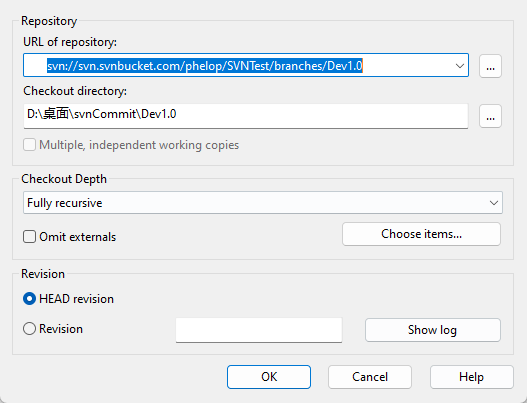 Repository
URL of repository:
svn://svn.svnbucket.com/phelop/SVNTest/branches/Dev1.0
...
Checkout directory:
D:\桌面\svnCommit\Dev1.0
...
Multiple, independent working copies
Checkout Depth
Fully recursive
Omit externals
Choose items...
Revision
HEAD revision
Revision
Show log
OK
Cancel
Help